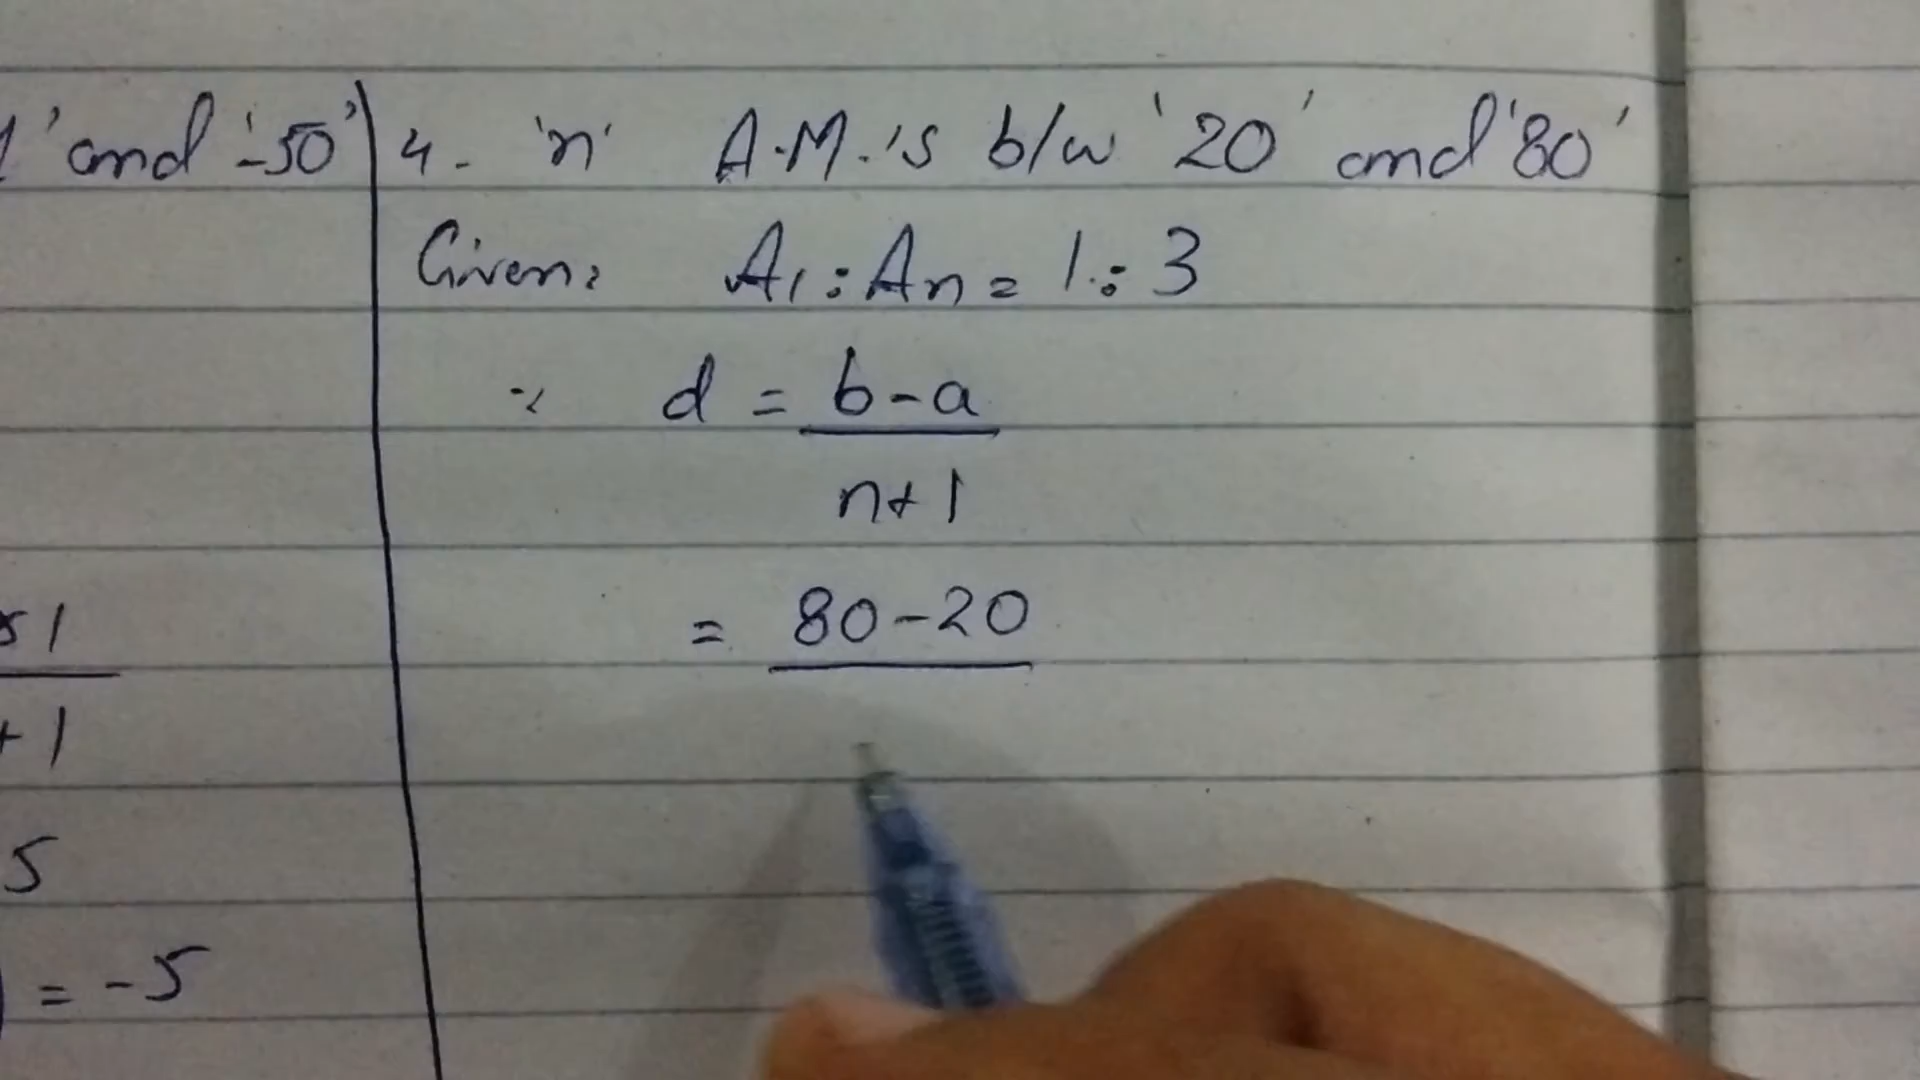 ' and '-50'
51
+1
5
) = -5
4- 'n' A.M.'s b/w '20' and '80'
Given: A1 : An = 1 : 3
∵ d = b-a
n+1
= 80-20